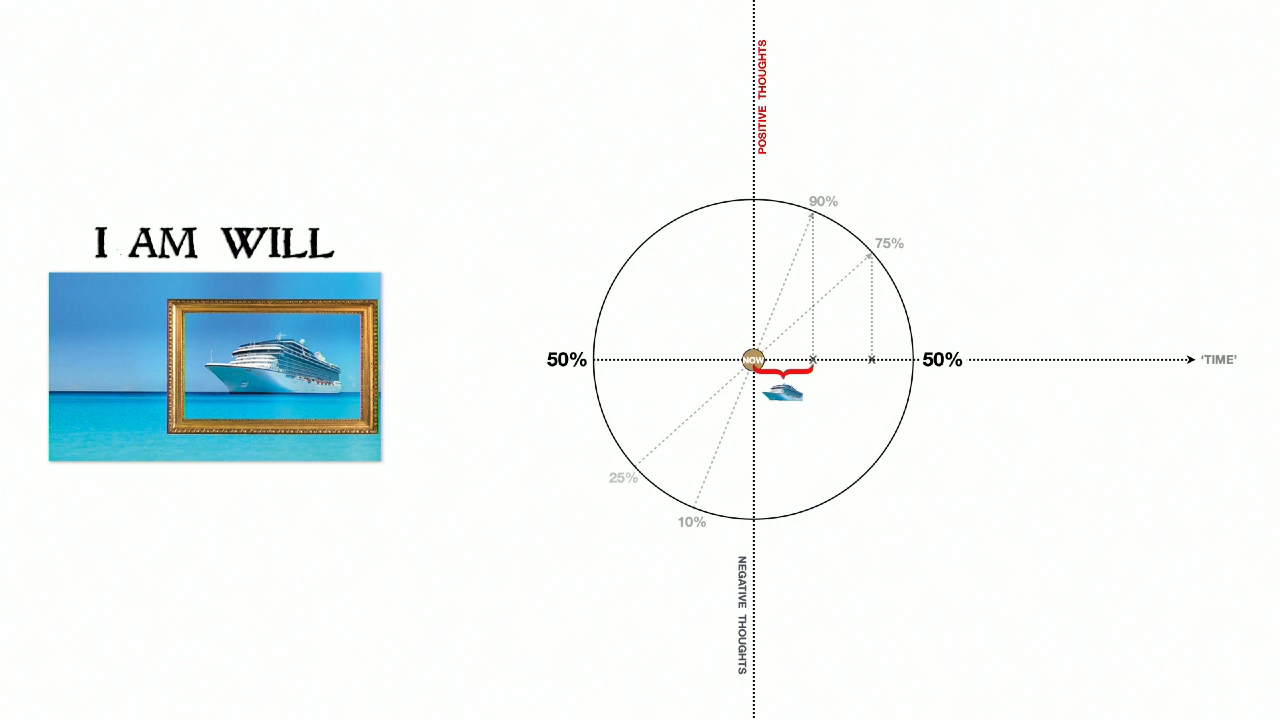 I AM WILL
POSITIVE THOUGHTS
90%
75%
50%
NOW
50%
'TIME'
25%
10%
NEGATIVE THOUGHTS